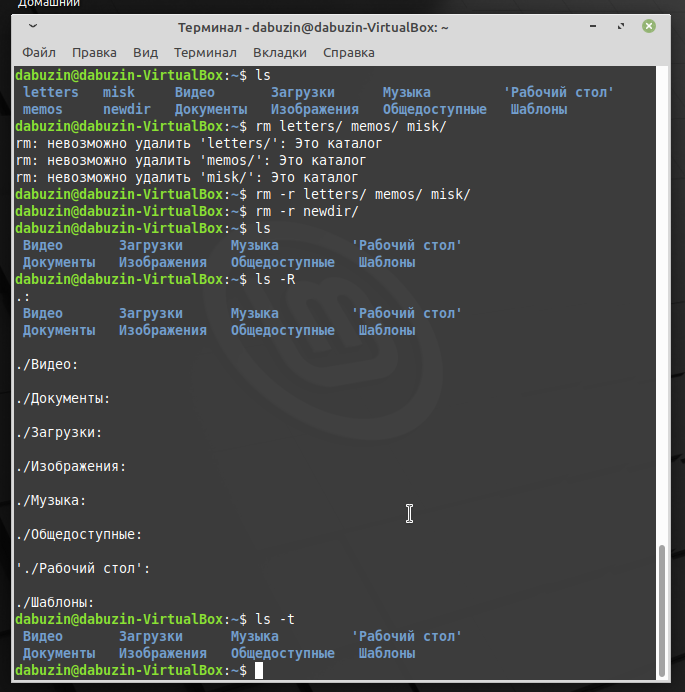 Домашний
Терминал - dabuzin@dabuzin-VirtualBox: ~
Файл Правка Вид Терминал Вкладки Справка
dabuzin@dabuzin-VirtualBox:~$ ls
letters misk Видео Загрузки Музыка 'Рабочий стол'
memos newdir Документы Изображения Общедоступные Шаблоны
dabuzin@dabuzin-VirtualBox:~$ rm letters/ memos/ misk/
rm: невозможно удалить 'letters/': Это каталог
rm: невозможно удалить 'memos/': Это каталог
rm: невозможно удалить 'misk/': Это каталог
dabuzin@dabuzin-VirtualBox:~$ rm -r letters/ memos/ misk/
dabuzin@dabuzin-VirtualBox:~$ rm -r newdir/
dabuzin@dabuzin-VirtualBox:~$ ls
Видео Загрузки Музыка 'Рабочий стол'
Документы Изображения Общедоступные Шаблоны
dabuzin@dabuzin-VirtualBox:~$ ls -R
.:
Видео Загрузки Музыка 'Рабочий стол'
Документы Изображения Общедоступные Шаблоны
./Видео:
./Документы:
./Загрузки:
./Изображения:
./Музыка:
./Общедоступные:
'./Рабочий стол':
./Шаблоны:
dabuzin@dabuzin-VirtualBox:~$ ls -t
Видео Загрузки Музыка 'Рабочий стол'
Документы Изображения Общедоступные Шаблоны
dabuzin@dabuzin-VirtualBox:~$